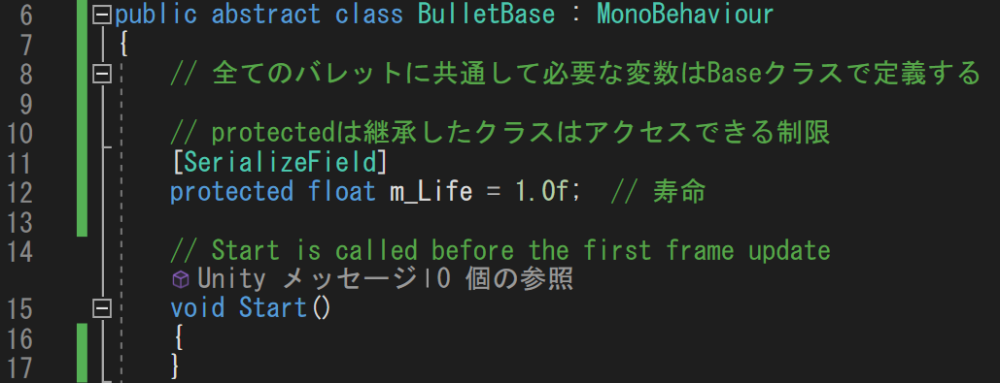 6 public abstract class BulletBase : MonoBehaviour
7 {
8 // 全てのバレットに共通して必要な変数はBaseクラスで定義する
9
10 // protectedは継承したクラスはアクセスできる制限
11 [SerializeField]
12 protected float m_Life = 1.0f; // 寿命
13
14 // Start is called before the first frame update
Unity メッセージ|0 個の参照
15 void Start()
16 {
17 }